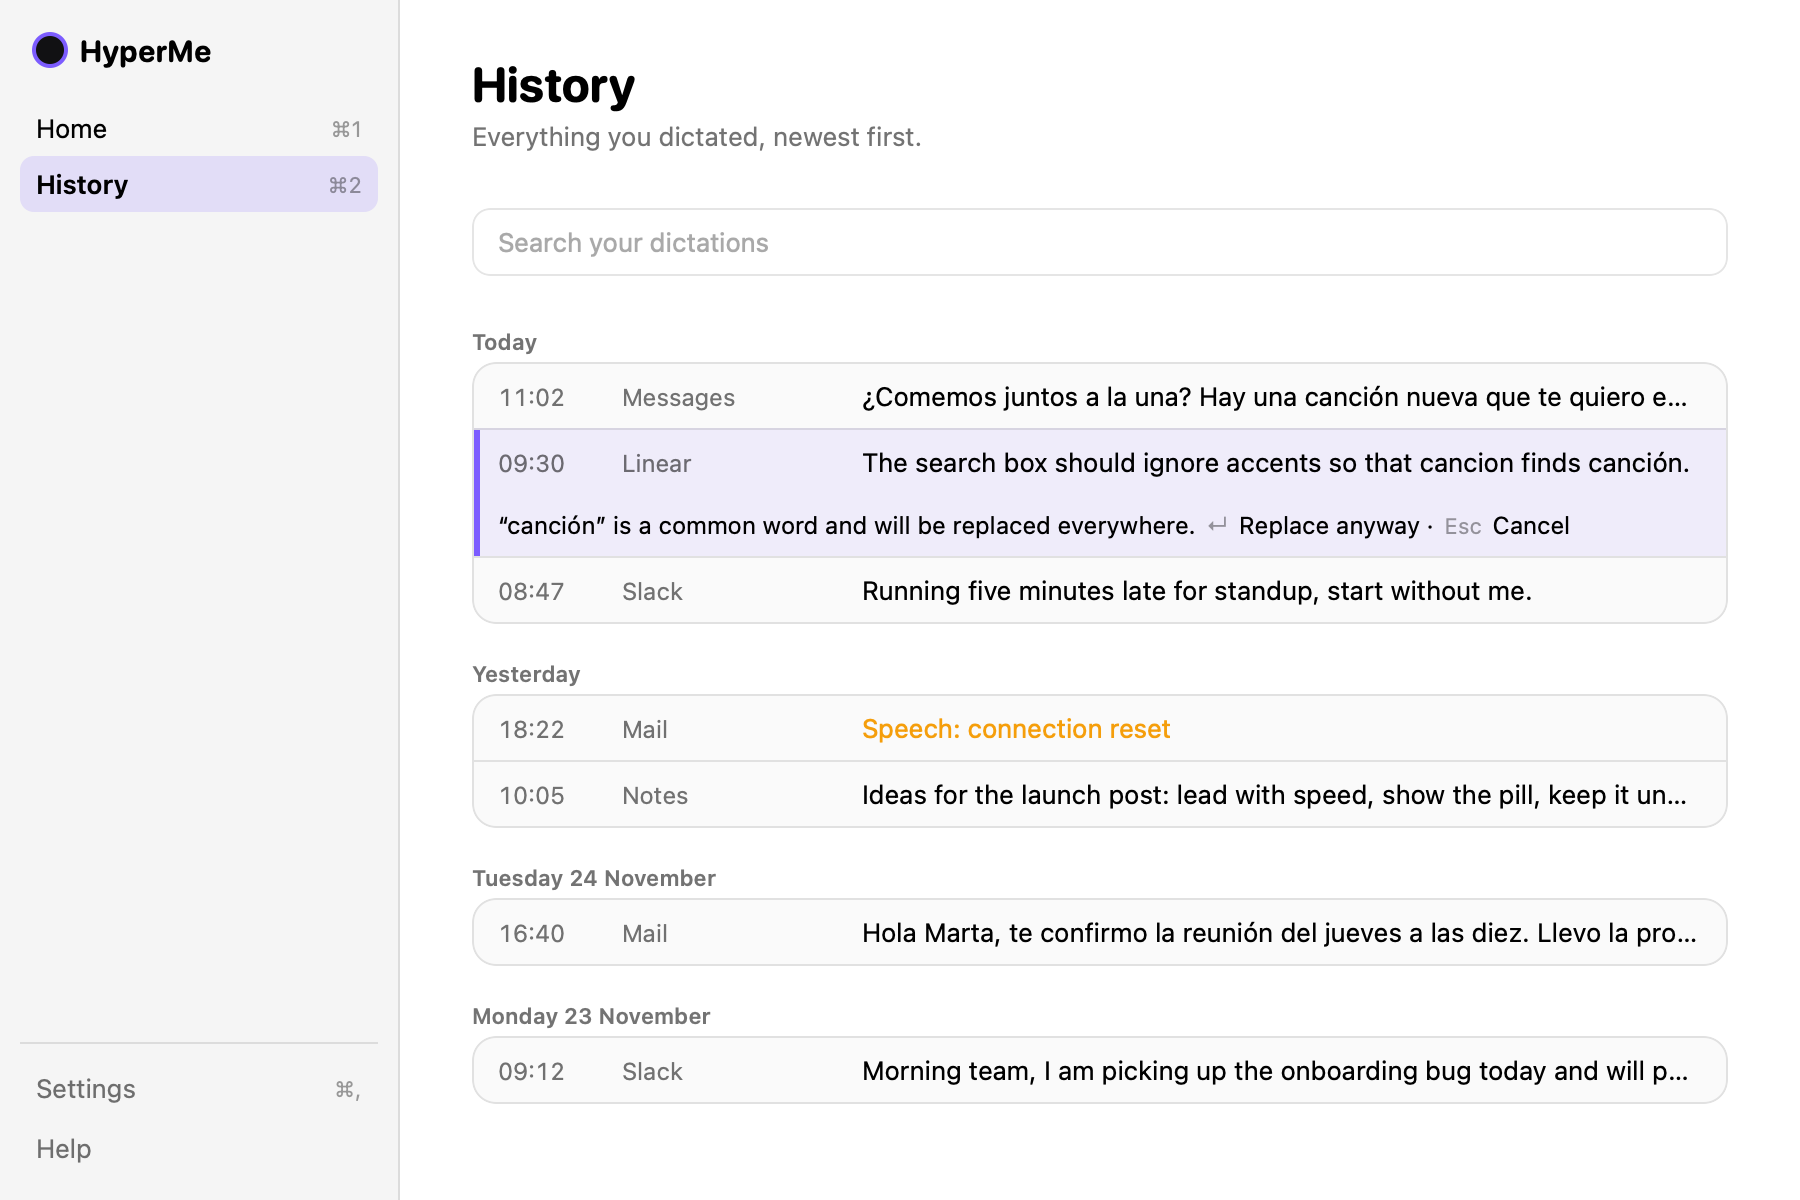 HyperMe
Home ⌘1
History ⌘2
Settings ⌘,
Help
History
Everything you dictated, newest first.
Search your dictations
Today
11:02 Messages ¿Comemos juntos a la una? Hay una canción nueva que te quiero e...
09:30 Linear The search box should ignore accents so that cancion finds canción.
“canción” is a common word and will be replaced everywhere. ↵ Replace anyway · Esc Cancel
08:47 Slack Running five minutes late for standup, start without me.
Yesterday
18:22 Mail Speech: connection reset
10:05 Notes Ideas for the launch post: lead with speed, show the pill, keep it un...
Tuesday 24 November
16:40 Mail Hola Marta, te confirmo la reunión del jueves a las diez. Llevo la pro...
Monday 23 November
09:12 Slack Morning team, I am picking up the onboarding bug today and will p...